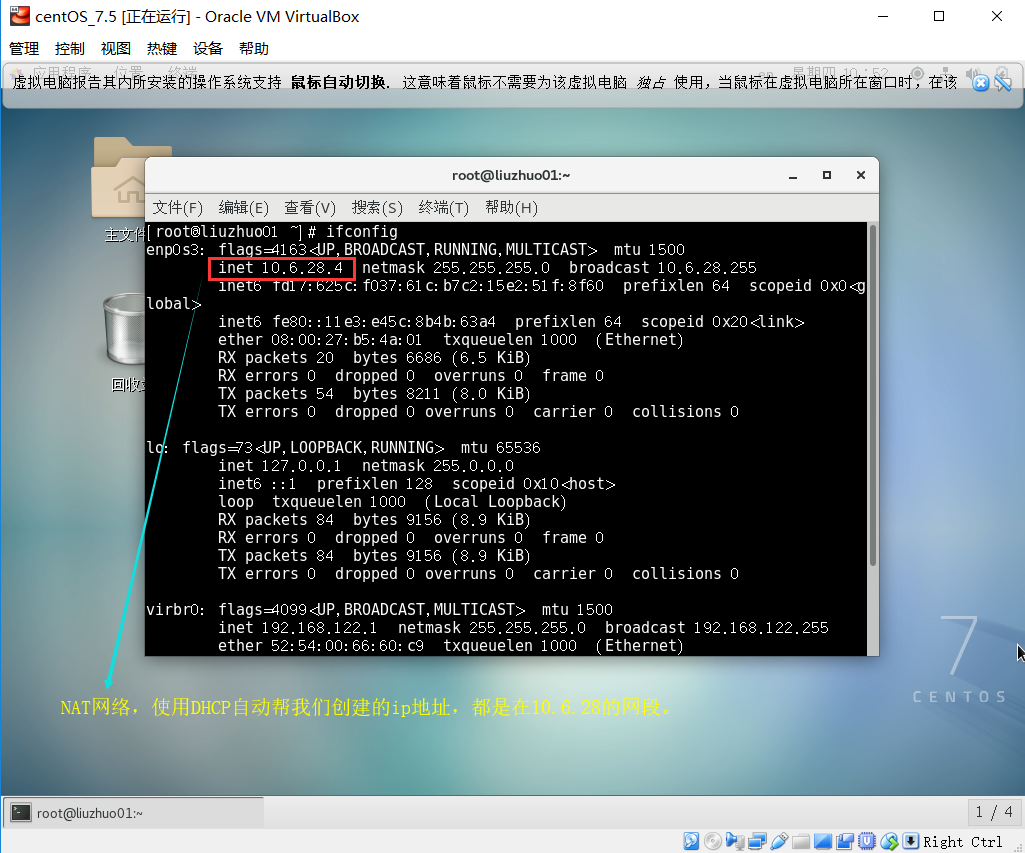 centOS_7.5 [正在运行] - Oracle VM VirtualBox
管理 控制 视图 热键 设备 帮助
应用程序 位置 终端 星期四 10:52
虚拟电脑报告其内所安装的操作系统支持 鼠标自动切换. 这意味着鼠标不需要为该虚拟电脑 独占 使用，当鼠标在虚拟电脑所在窗口时，在该
主文件
回收站
root@liuzhuo01:~
文件(F) 编辑(E) 查看(V) 搜索(S) 终端(T) 帮助(H)
[root@liuzhuo01 ~]# ifconfig
enp0s3: flags=4163<UP,BROADCAST,RUNNING,MULTICAST> mtu 1500
inet 10.6.28.4 netmask 255.255.255.0 broadcast 10.6.28.255
inet6 fd17:625c:f037:61c:b7c2:15e2:51f:8f60 prefixlen 64 scopeid 0x0<g
lobal>
inet6 fe80::11e3:e45c:8b4b:63a4 prefixlen 64 scopeid 0x20<link>
ether 08:00:27:b5:4a:01 txqueuelen 1000 (Ethernet)
RX packets 20 bytes 6686 (6.5 KiB)
RX errors 0 dropped 0 overruns 0 frame 0
TX packets 54 bytes 8211 (8.0 KiB)
TX errors 0 dropped 0 overruns 0 carrier 0 collisions 0
lo: flags=73<UP,LOOPBACK,RUNNING> mtu 65536
inet 127.0.0.1 netmask 255.0.0.0
inet6 ::1 prefixlen 128 scopeid 0x10<host>
loop txqueuelen 1000 (Local Loopback)
RX packets 84 bytes 9156 (8.9 KiB)
RX errors 0 dropped 0 overruns 0 frame 0
TX packets 84 bytes 9156 (8.9 KiB)
TX errors 0 dropped 0 overruns 0 carrier 0 collisions 0
virbr0: flags=4099<UP,BROADCAST,MULTICAST> mtu 1500
inet 192.168.122.1 netmask 255.255.255.0 broadcast 192.168.122.255
ether 52:54:00:66:60:c9 txqueuelen 1000 (Ethernet)
7
CENTOS
NAT网络，使用DHCP自动帮我们创建的ip地址，都是在10.6.28的网段。
root@liuzhuo01:~
1 / 4
Right Ctrl